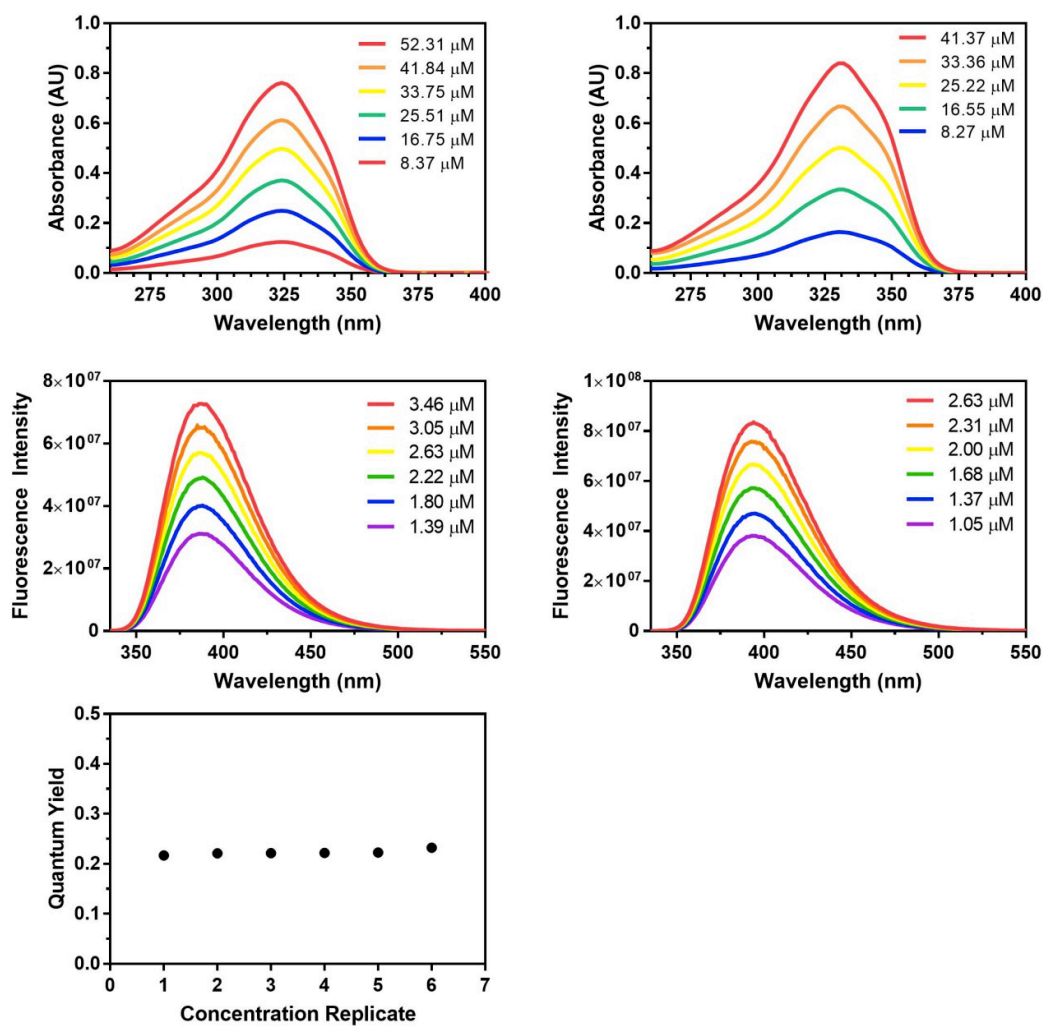 1.0
0.8
0.6
0.4
0.2
0.0
Absorbance (AU)
52.31 μM
41.84 μM
33.75 μM
25.51 μM
16.75 μM
8.37 μM
275 300 325 350 375 400
Wavelength (nm)
1.0
0.8
0.6
0.4
0.2
0.0
Absorbance (AU)
41.37 μM
33.36 μM
25.22 μM
16.55 μM
8.27 μM
275 300 325 350 375 400
Wavelength (nm)
8×10⁰⁷
6×10⁰⁷
4×10⁰⁷
2×10⁰⁷
0
Fluorescence Intensity
3.46 μM
3.05 μM
2.63 μM
2.22 μM
1.80 μM
1.39 μM
350 400 450 500 550
Wavelength (nm)
1×10⁰⁸
8×10⁰⁷
6×10⁰⁷
4×10⁰⁷
2×10⁰⁷
0
Fluorescence Intensity
2.63 μM
2.31 μM
2.00 μM
1.68 μM
1.37 μM
1.05 μM
350 400 450 500 550
Wavelength (nm)
0.5
0.4
0.3
0.2
0.1
0.0
Quantum Yield
0 1 2 3 4 5 6 7
Concentration Replicate